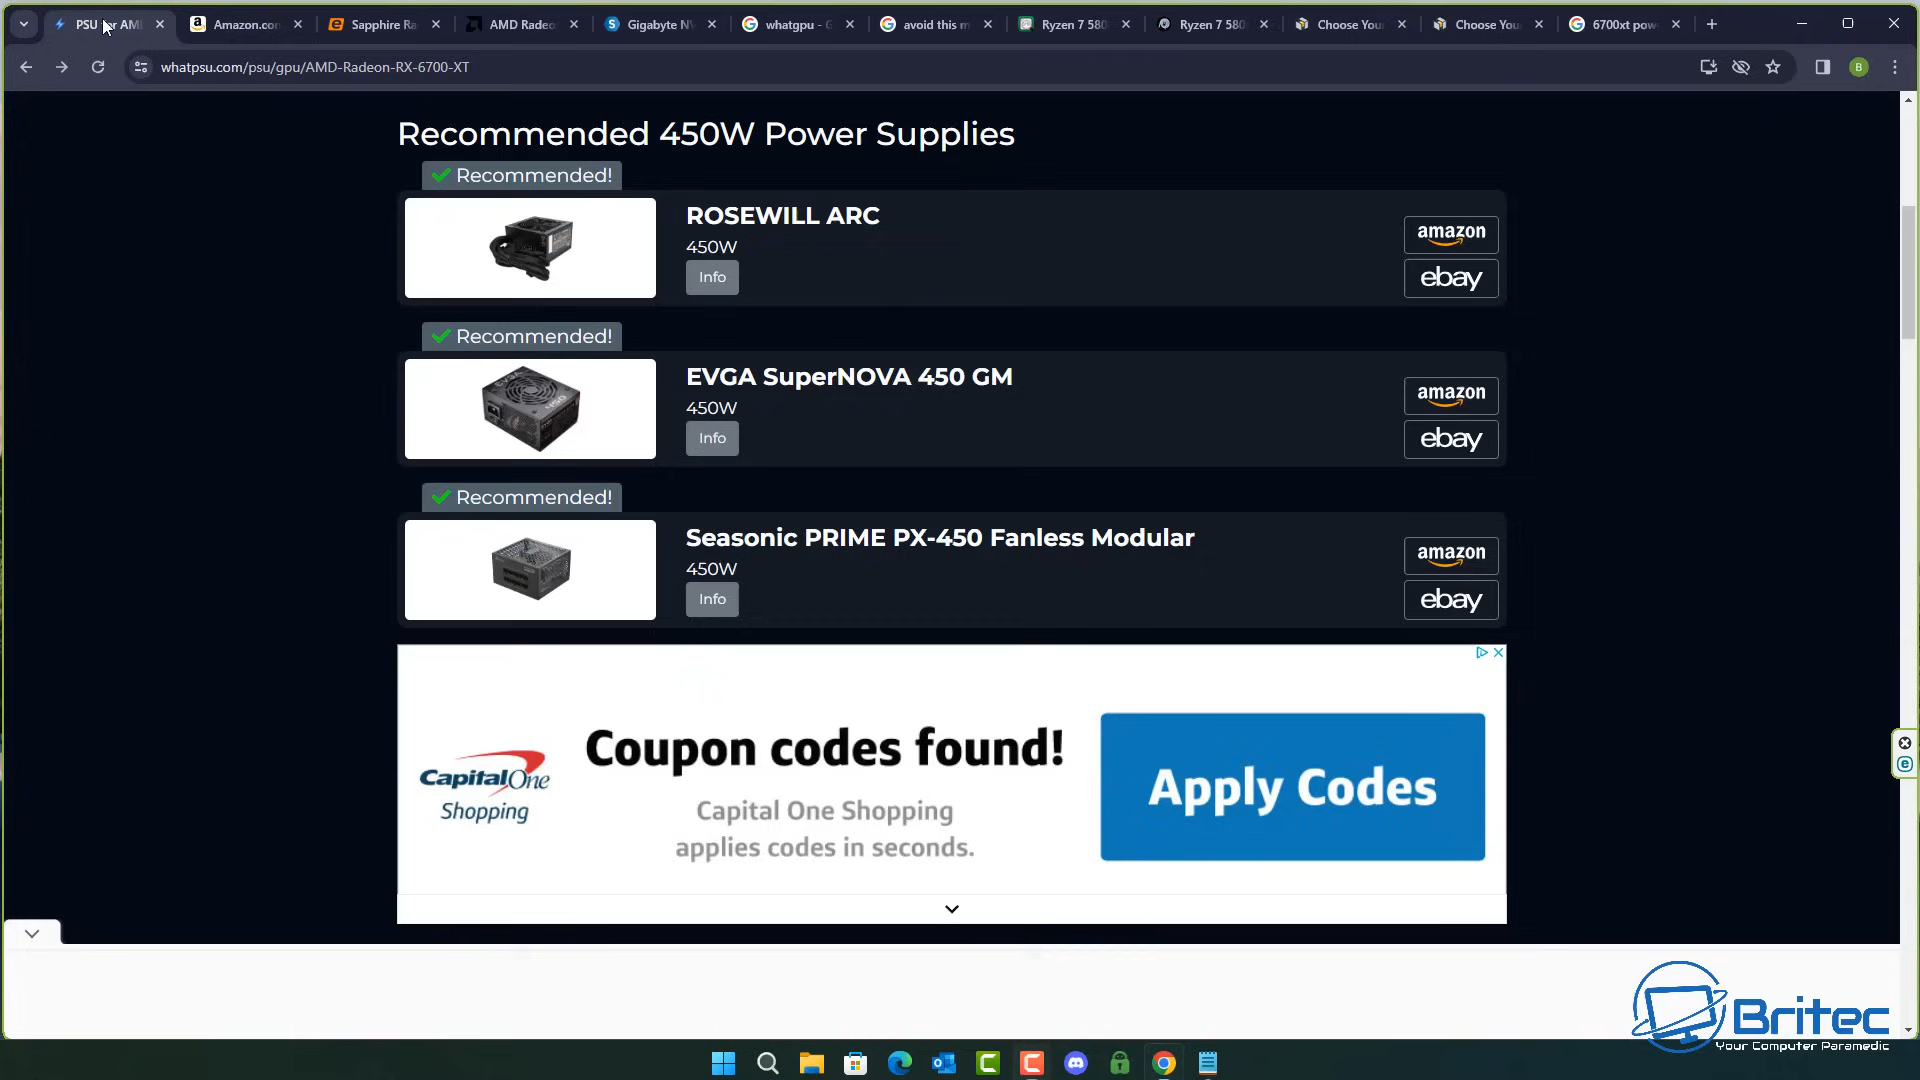 PSU for AM
Amazon.co
Sapphire Ra
AMD Radeo
Gigabyte NV
whatgpu - G
avoid this m
Ryzen 7 580
Ryzen 7 580
Choose You
Choose You
6700xt pow
whatpsu.com/psu/gpu/AMD-Radeon-RX-6700-XT
B
Recommended 450W Power Supplies
Recommended!
ROSEWILL ARC
450W
Info
amazon
ebay
Recommended!
EVGA SuperNOVA 450 GM
450W
Info
amazon
ebay
Recommended!
Seasonic PRIME PX-450 Fanless Modular
450W
Info
amazon
ebay
Capital One
Shopping
Coupon codes found!
Capital One Shopping
applies codes in seconds.
Apply Codes
Britec
Your Computer Paramedic